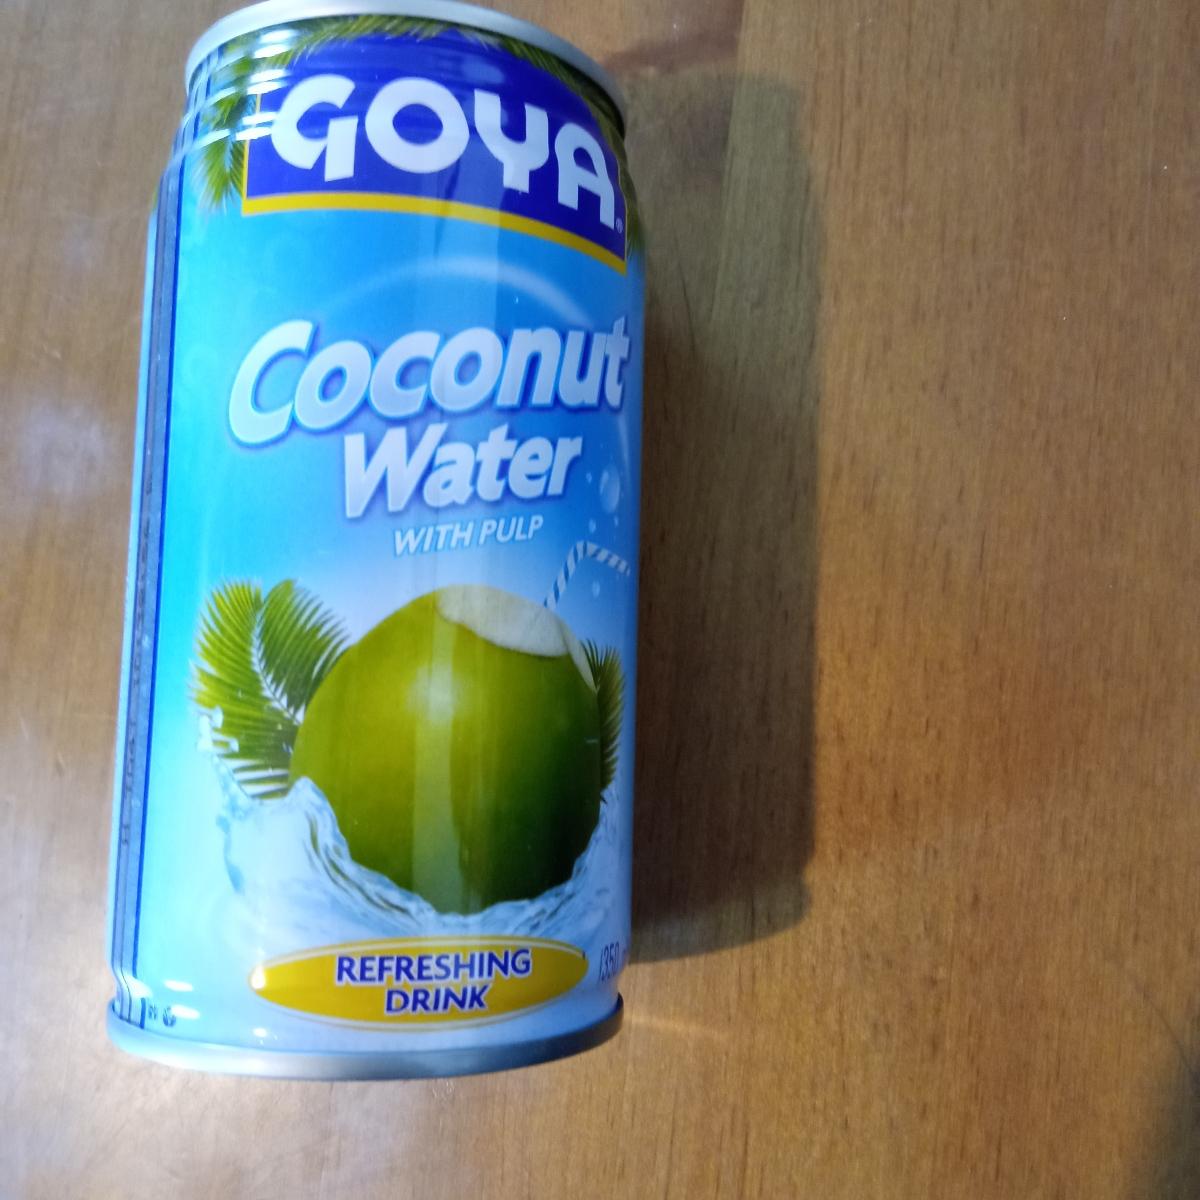 GOYA®
Coconut
Water
WITH PULP
REFRESHING
DRINK